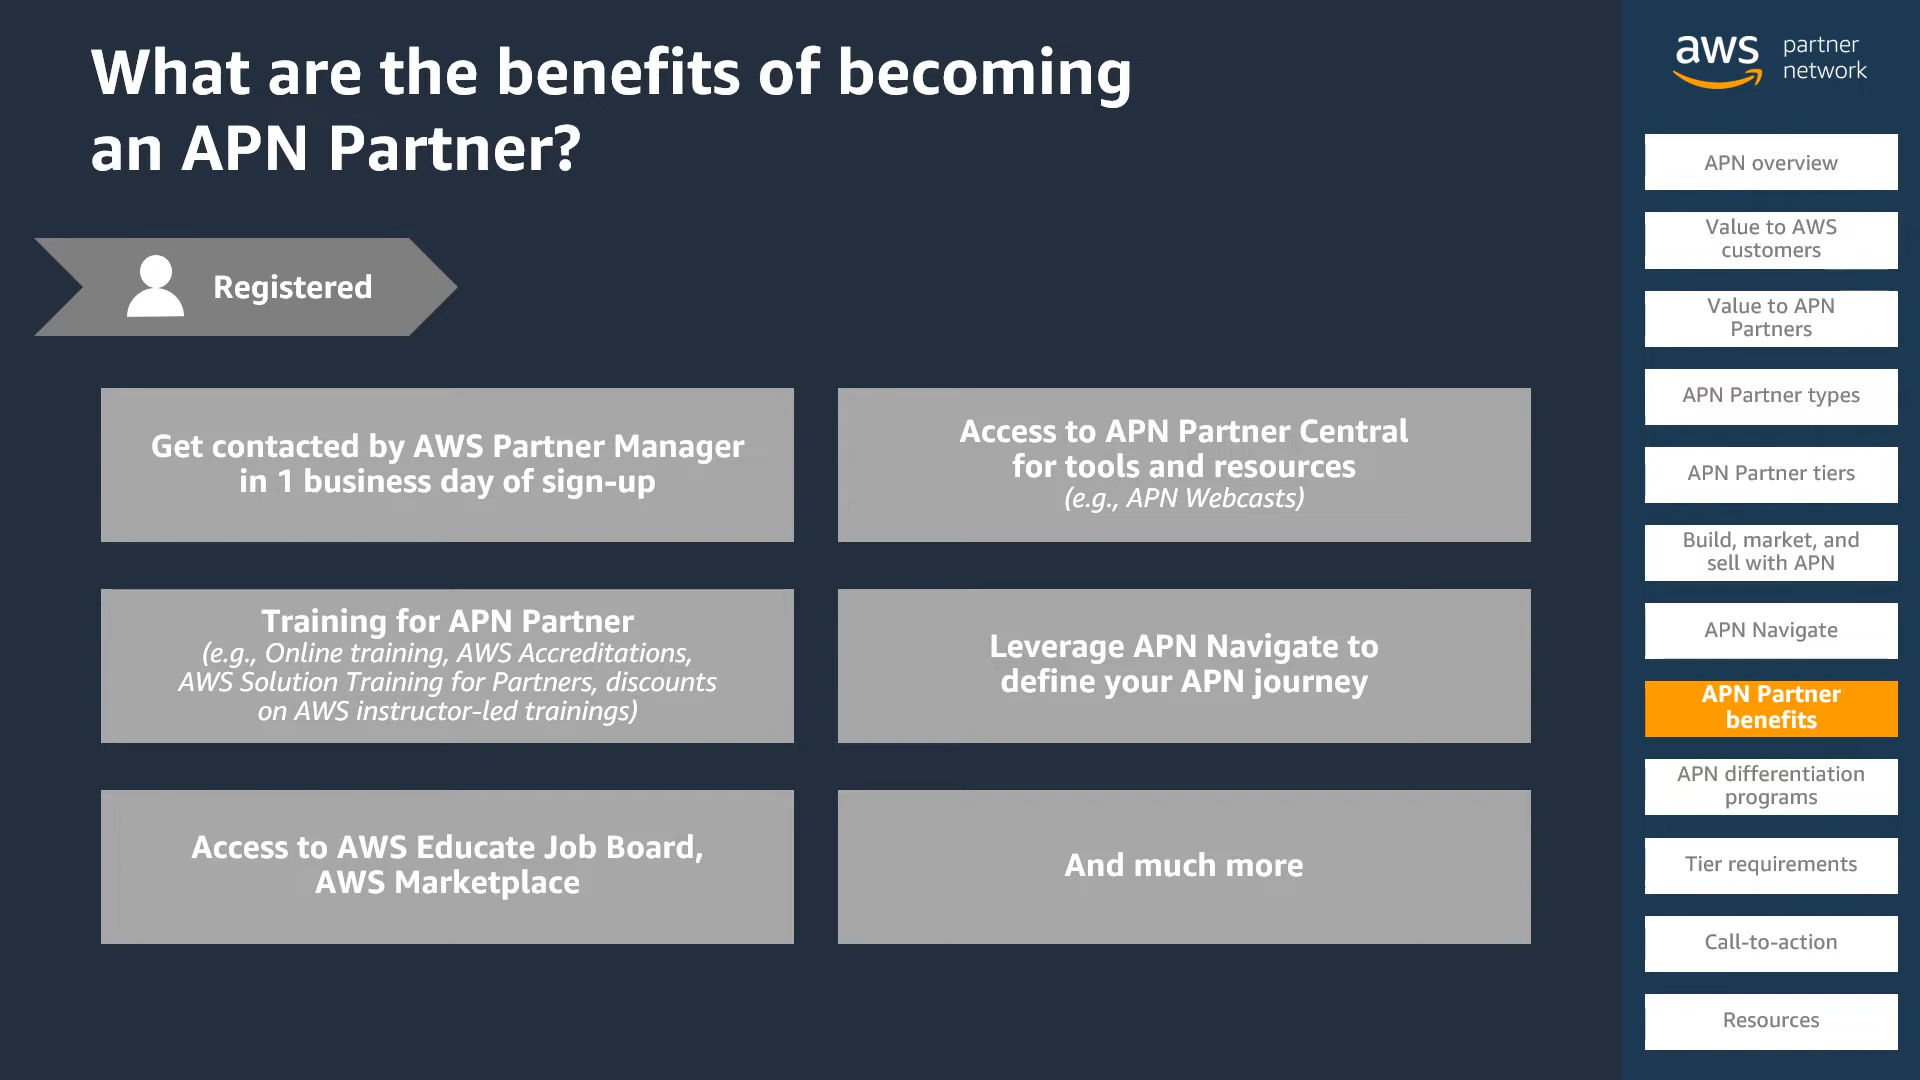 What are the benefits of becoming
an APN Partner?
Registered
Get contacted by AWS Partner Manager
in 1 business day of sign-up
Access to APN Partner Central
for tools and resources
(e.g., APN Webcasts)
Training for APN Partner
(e.g., Online training, AWS Accreditations,
AWS Solution Training for Partners, discounts
on AWS instructor-led trainings)
Leverage APN Navigate to
define your APN journey
Access to AWS Educate Job Board,
AWS Marketplace
And much more
aws
partner
network
APN overview
Value to AWS
customers
Value to APN
Partners
APN Partner types
APN Partner tiers
Build, market, and
sell with APN
APN Navigate
APN Partner
benefits
APN differentiation
programs
Tier requirements
Call-to-action
Resources